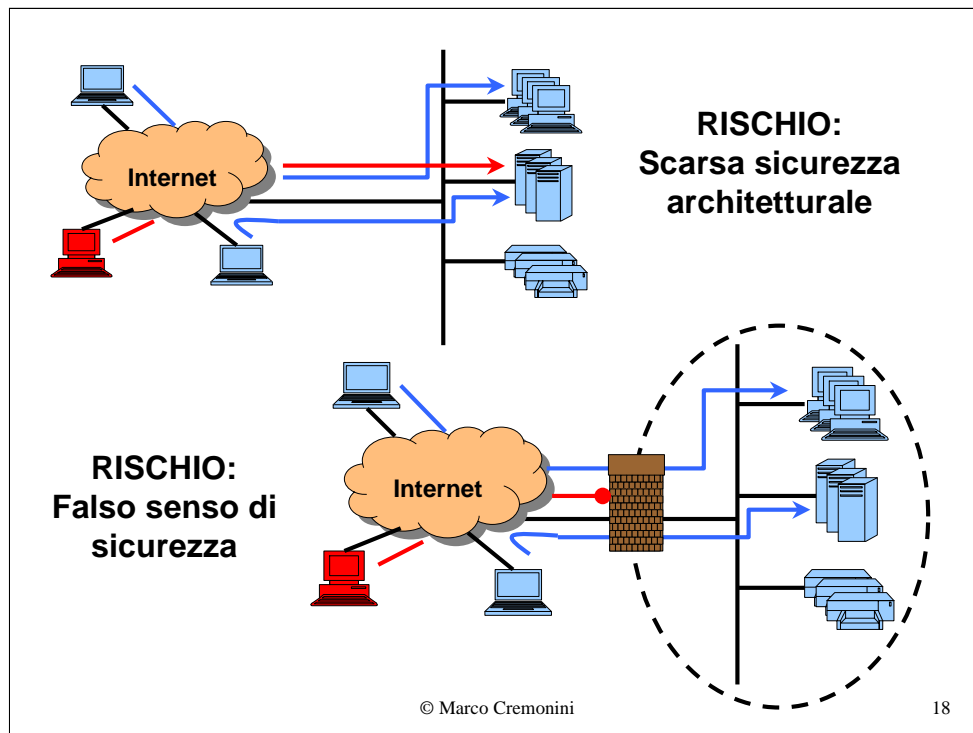 RISCHIO:
Scarsa sicurezza
architetturale
Internet
RISCHIO:
Falso senso di
sicurezza
Internet
© Marco Cremonini
18